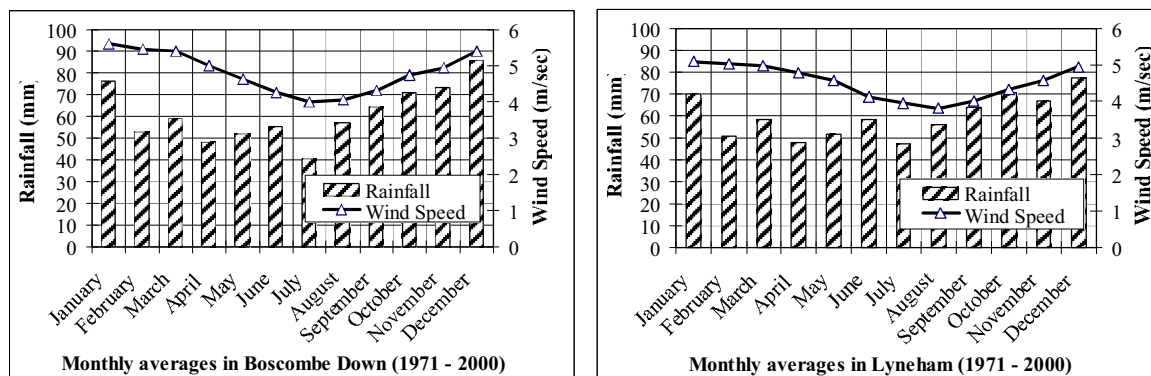 100
90
80
70
60
50
40
30
20
10
0
Rainfall (mm)
6
5
4
3
2
1
0
Wind Speed (m/sec)
Rainfall
Wind Speed
January
February
March
April
May
June
July
August
September
October
November
December
Monthly averages in Boscombe Down (1971 - 2000)
100
90
80
70
60
50
40
30
20
10
0
Rainfall (mm)
6
5
4
3
2
1
0
Wind Speed (m/sec)
Rainfall
Wind Speed
January
February
March
April
May
June
July
August
September
October
November
December
Monthly averages in Lyneham (1971 - 2000)